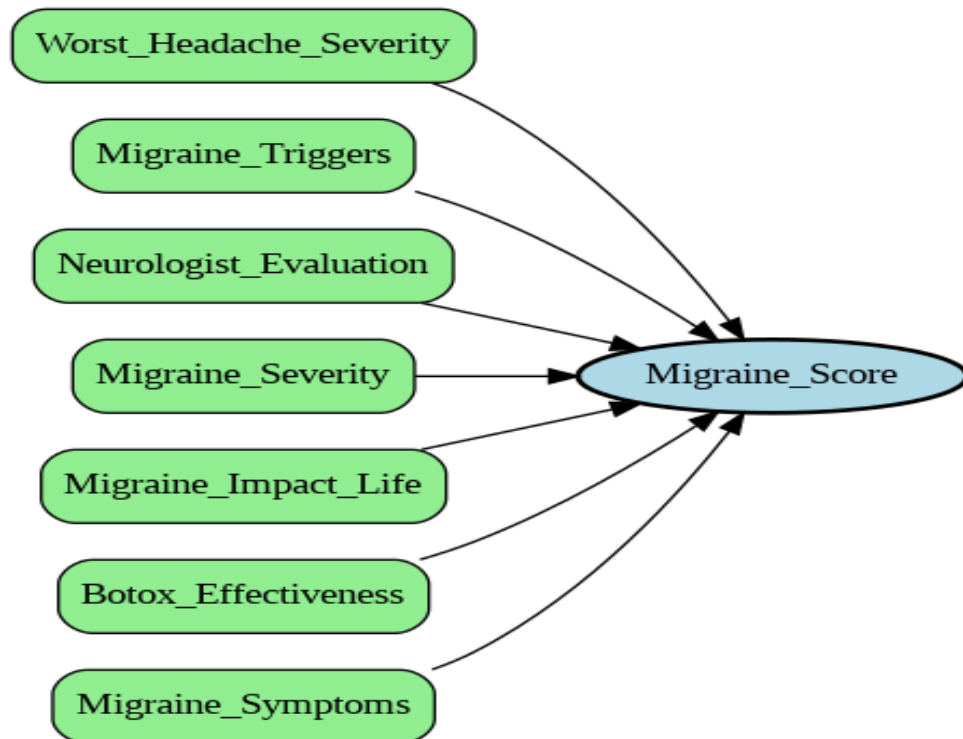 Worst_Headache_Severity
Migraine_Triggers
Neurologist_Evaluation
Migraine_Severity
Migraine_Score
Migraine_Impact_Life
Botox_Effectiveness
Migraine_Symptoms